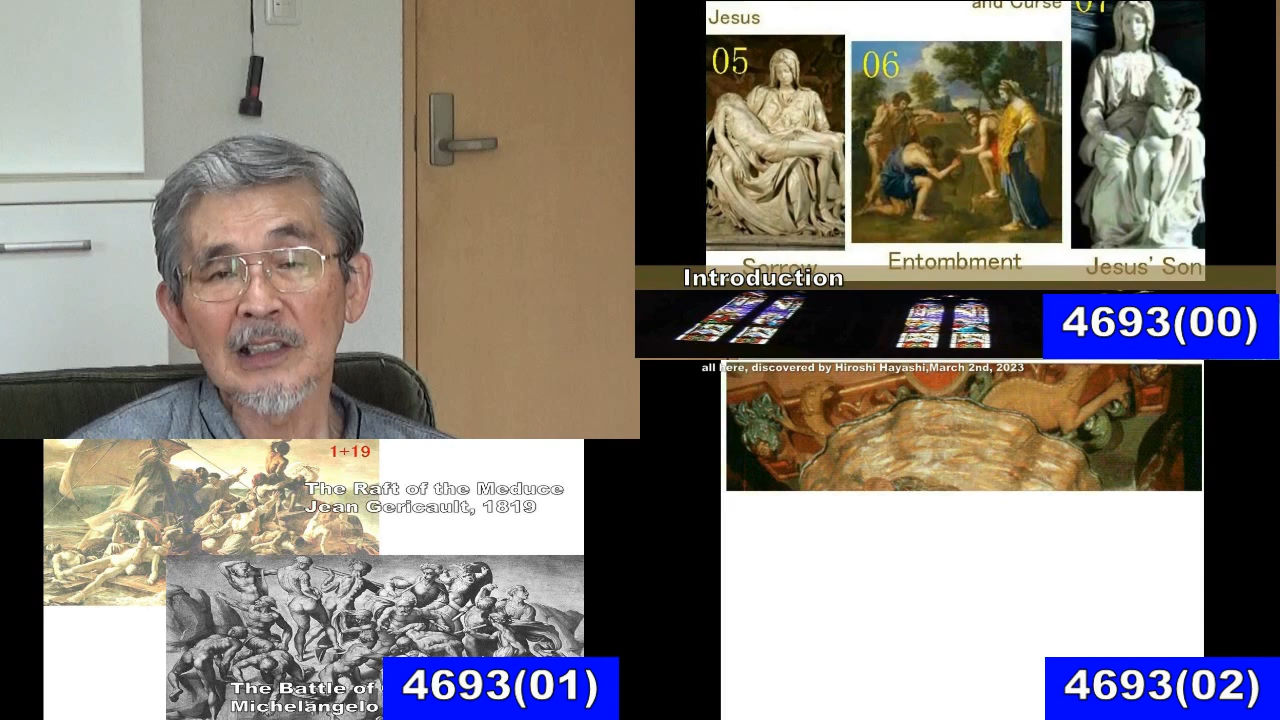 Jesus
and Curse
07
05
06
Sorrow
Entombment
Jesus' Son
Introduction
4693(00)
all here, discovered by Hiroshi Hayashi,March 2nd, 2023
1+19
The Raft of the Meduce
Jean Gericault, 1819
The Battle of
Michelangelo
4693(01)
4693(02)